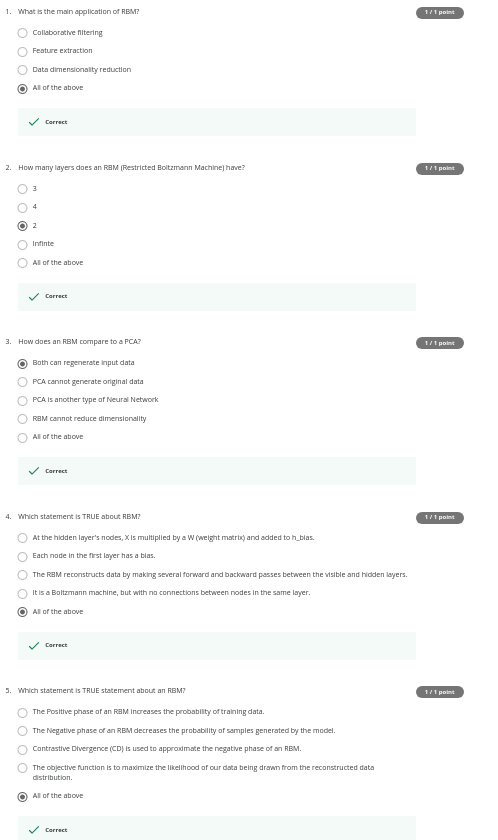 1. What is the main application of RBM?
1 / 1 point
Collaborative filtering
Feature extraction
Data dimensionality reduction
All of the above
Correct
2. How many layers does an RBM (Restricted Boltzmann Machine) have?
1 / 1 point
3
4
2
Infinte
All of the above
Correct
3. How does an RBM compare to a PCA?
1 / 1 point
Both can regenerate input data
PCA cannot generate original data
PCA is another type of Neural Network
RBM cannot reduce dimensionality
All of the above
Correct
4. Which statement is TRUE about RBM?
1 / 1 point
At the hidden layer's nodes, X is multiplied by a W (weight matrix) and added to h_bias.
Each node in the first layer has a bias.
The RBM reconstructs data by making several forward and backward passes between the visible and hidden layers.
It is a Boltzmann machine, but with no connections between nodes in the same layer.
All of the above
Correct
5. Which statement is TRUE statement about an RBM?
1 / 1 point
The Positive phase of an RBM increases the probability of training data.
The Negative phase of an RBM decreases the probability of samples generated by the model.
Contrastive Divergence (CD) is used to approximate the negative phase of an RBM.
The objective function is to maximize the likelihood of our data being drawn from the reconstructed data
distribution.
All of the above
Correct